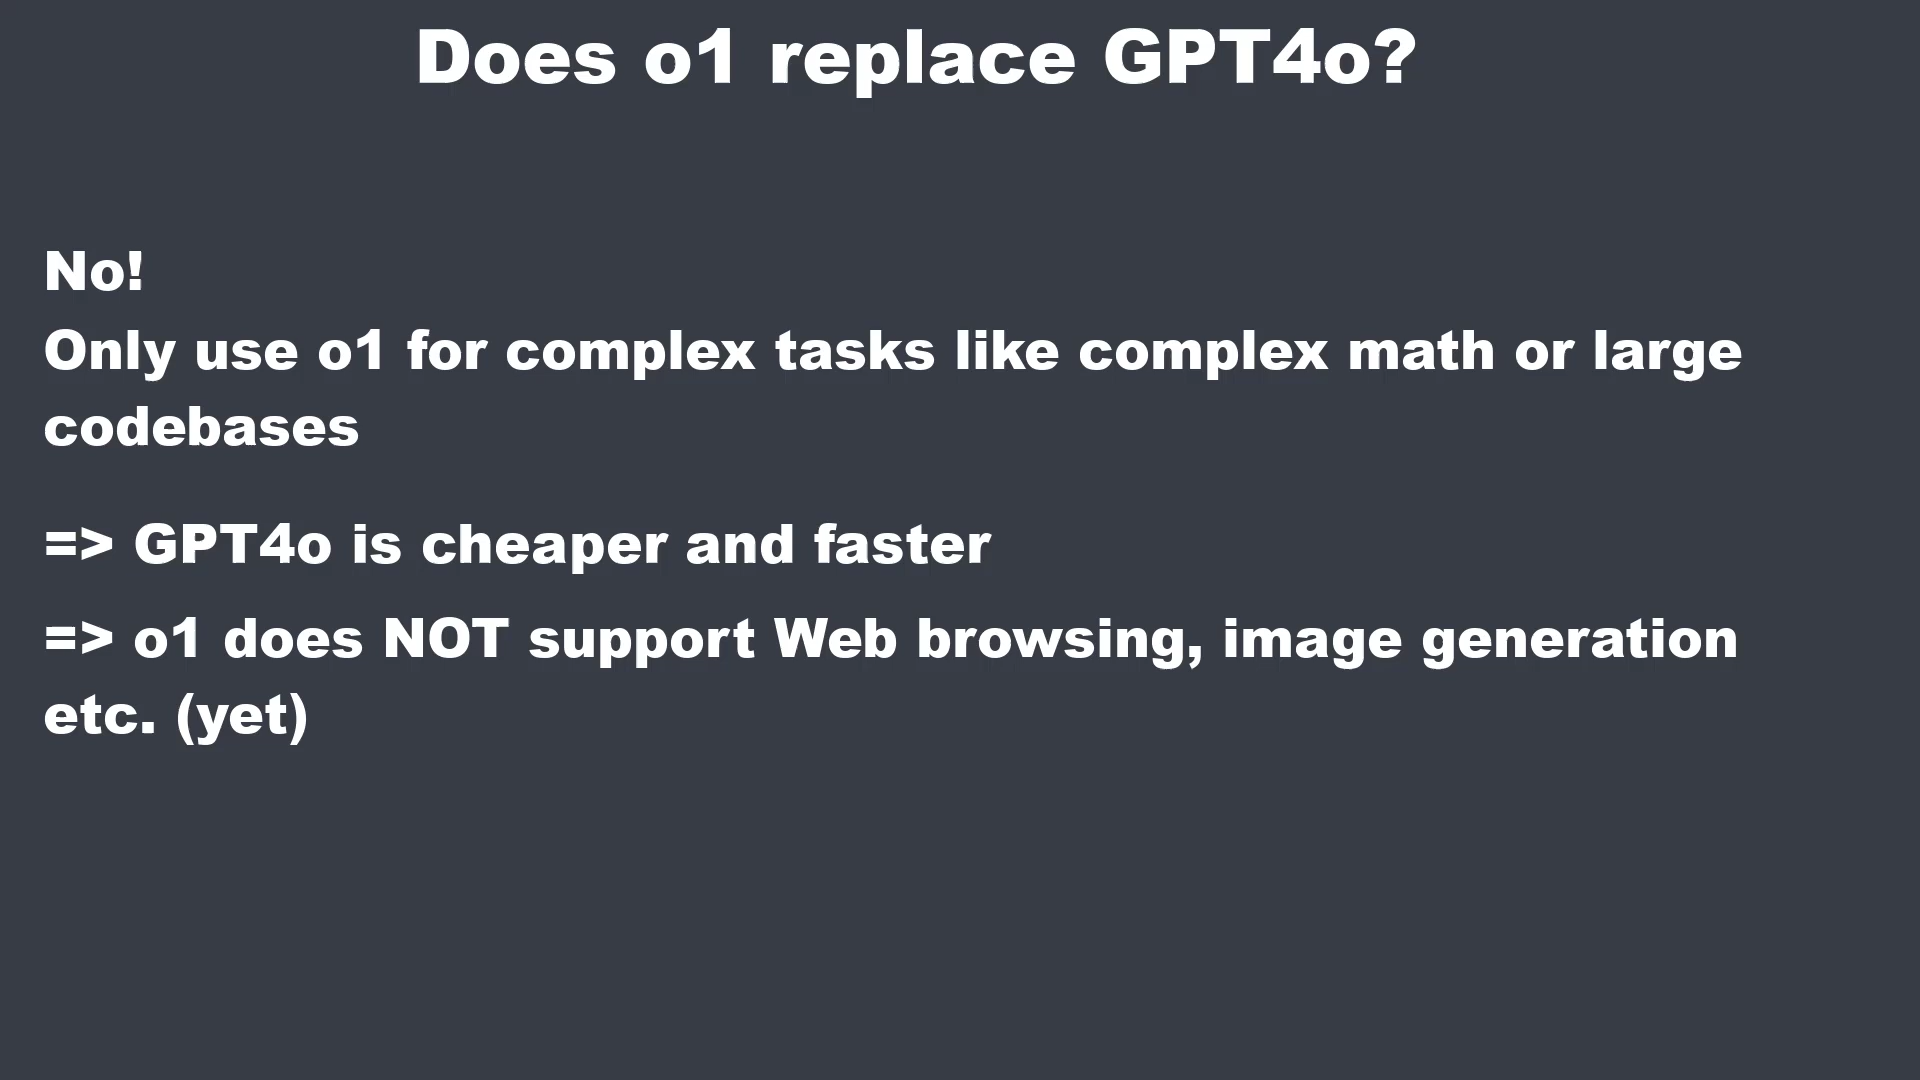 Does o1 replace GPT4o?
No!
Only use o1 for complex tasks like complex math or large
codebases
=> GPT4o is cheaper and faster
=> o1 does NOT support Web browsing, image generation
etc. (yet)